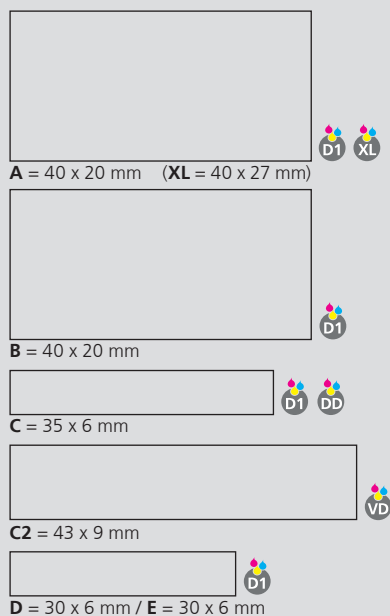 D1 XL
A = 40 x 20 mm (XL = 40 x 27 mm)
D1
B = 40 x 20 mm
D1 DD
C = 35 x 6 mm
VD
C2 = 43 x 9 mm
D1
D = 30 x 6 mm / E = 30 x 6 mm